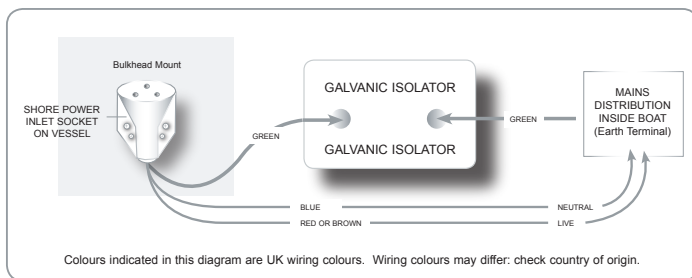 Bulkhead Mount
SHORE POWER
INLET SOCKET
ON VESSEL
GREEN
GALVANIC ISOLATOR
GALVANIC ISOLATOR
GREEN
MAINS
DISTRIBUTION
INSIDE BOAT
(Earth Terminal)
BLUE
NEUTRAL
RED OR BROWN
LIVE
Colours indicated in this diagram are UK wiring colours. Wiring colours may differ: check country of origin.